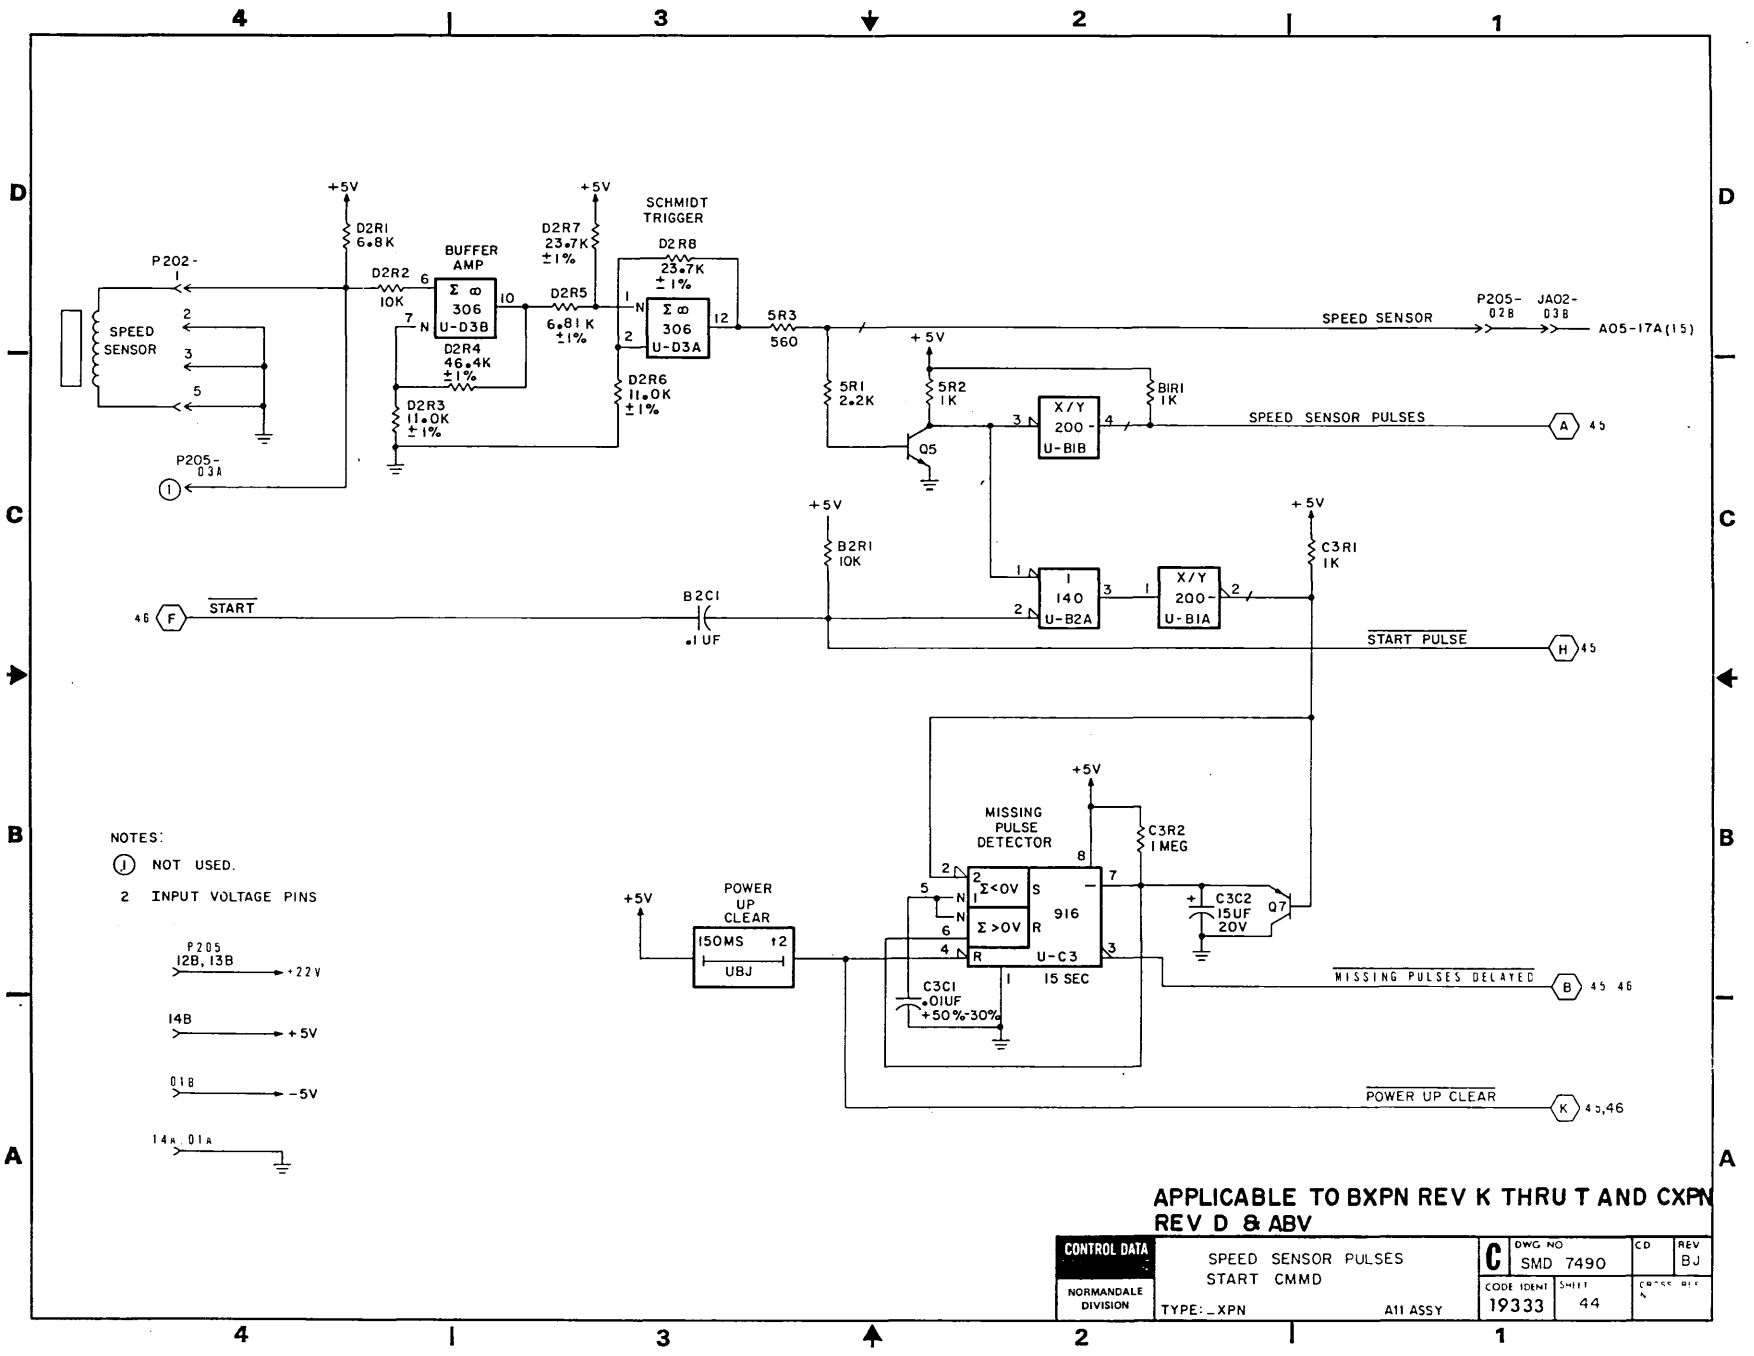 4 3 2 1
D
D
+5V
+5V
SCHMIDT
TRIGGER
D2R1
6.8K
D2R7
23.7K
±1%
D2R8
23.7K
±1%
BUFFER
AMP
P202-
1
D2R2
10K
6
Σ ∞
306
U-D3B
10
7
N
D2R5
6.81K
±1%
1
N
2
Σ ∞
306
U-D3A
12
5R3
560
SPEED SENSOR
P205-
02B
JA02-
03B
A05-17A(15)
2
SPEED
SENSOR
3
5
D2R4
46.4K
±1%
D2R3
11.0K
±1%
D2R6
11.0K
±1%
+5V
5R1
2.2K
5R2
1K
B1R1
1K
3
X/Y
200-
U-B1B
4
SPEED SENSOR PULSES
A 45
Q5
P205-
03A
1
C
C
+5V
B2R1
10K
+5V
C3R1
1K
1
2
1
140
U-B2A
3
1
X/Y
200-
U-B1A
2
46 F START
B2C1
.1UF
START PULSE
H 45
+5V
MISSING
PULSE
DETECTOR
C3R2
1 MEG
8
B
B
NOTES:
1 NOT USED.
2 INPUT VOLTAGE PINS
POWER
UP
CLEAR
+5V
150MS t2
UBJ
2
5
N
N
6
4
2
1
Σ<0V
S
Σ>0V
R
R
916
U-C3
7
3
1
15 SEC
C3C1
.01UF
+50%-30%
+
C3C2
15UF
20V
Q7
MISSING PULSES DELAYED
B 45 46
P205
12B, 13B
+22V
14B
+5V
01B
-5V
14A, 01A
POWER UP CLEAR
K 45,46
A
A
APPLICABLE TO BXPN REV K THRU T AND CXPN
REV D & ABV
CONTROL DATA
NORMANDALE
DIVISION
SPEED SENSOR PULSES
START CMMD
TYPE: _XPN A11 ASSY
C
DWG NO
SMD 7490
CD
REV
BJ
CODE IDENT
19333
SHEET
44
CROSS REF
4 3 2 1